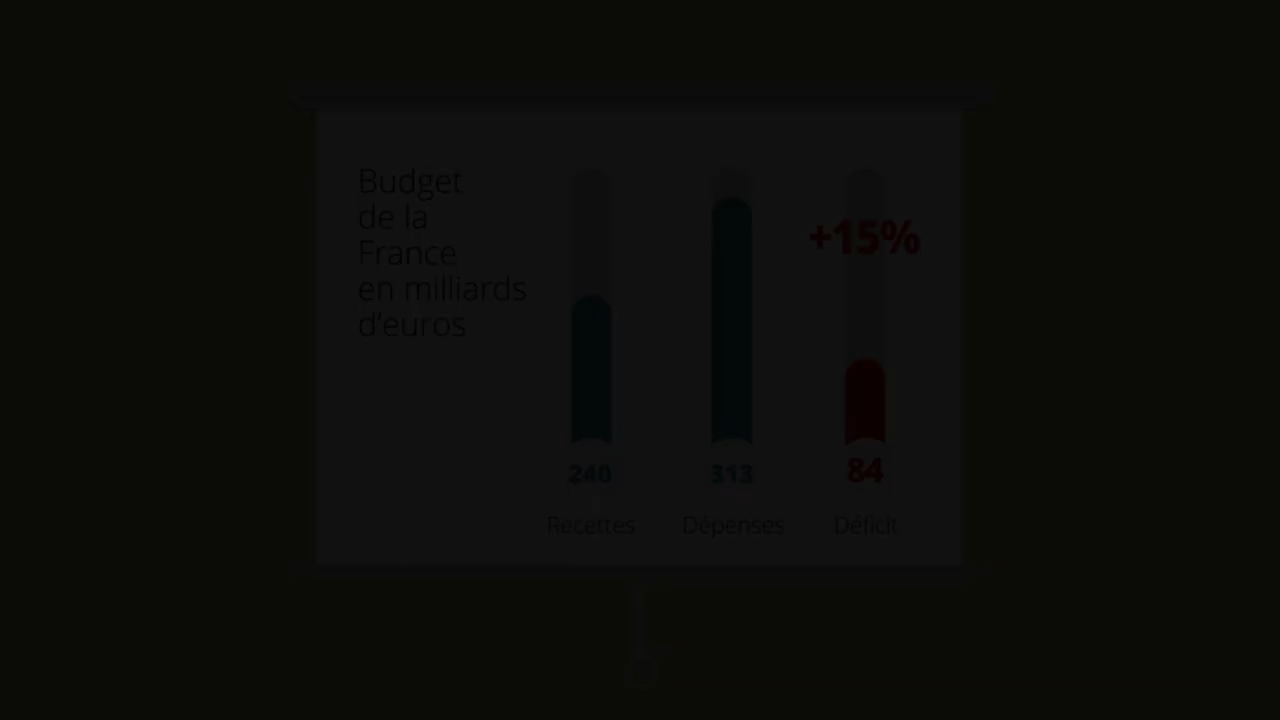 Budget
de la
France
en milliards
d'euros
+15%
240 313 84
Recettes Dépenses Déficit